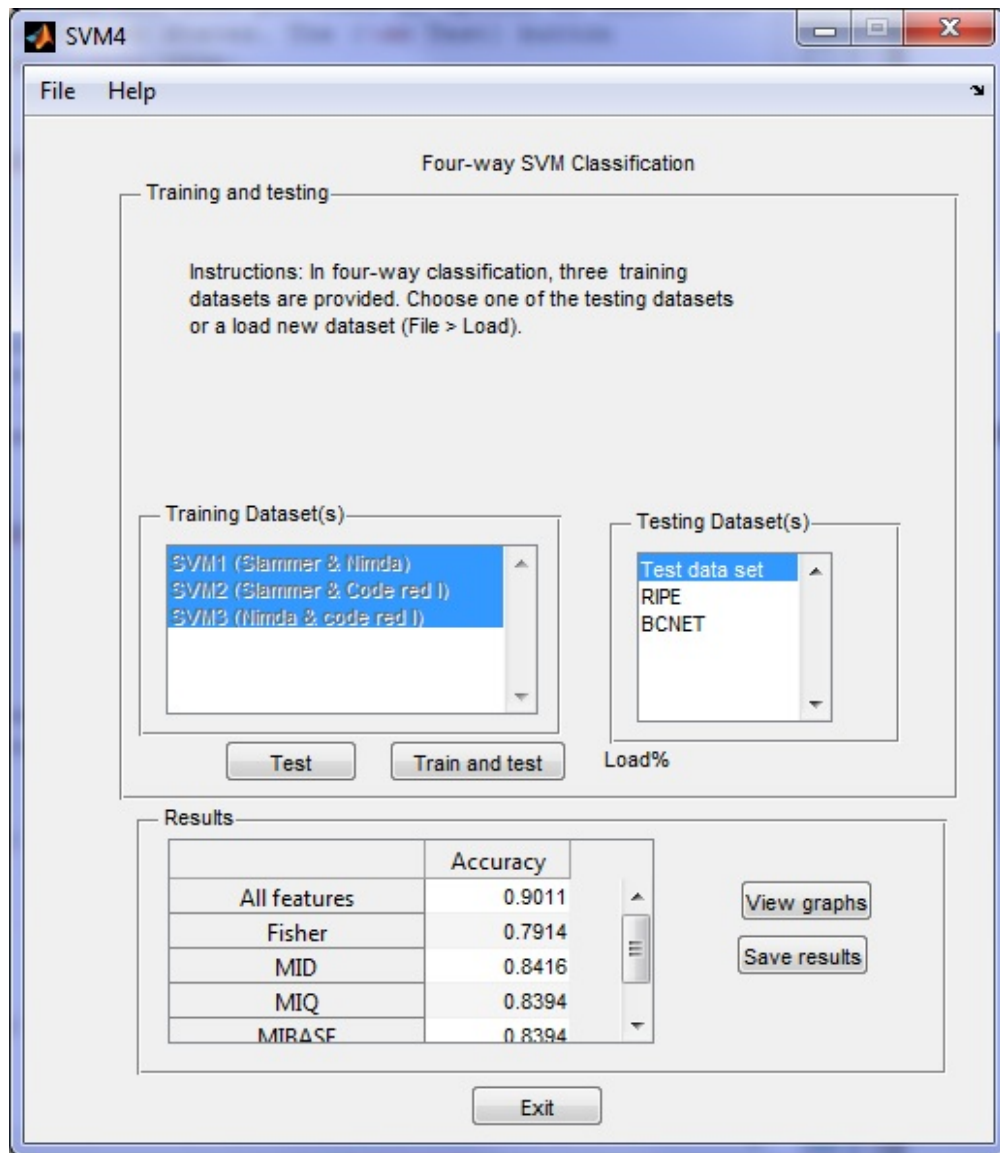 SVM4
File Help
Four-way SVM Classification
Training and testing
Instructions: In four-way classification, three training
datasets are provided. Choose one of the testing datasets
or a load new dataset (File > Load).
Training Dataset(s)
SVM1 (Slammer & Nimda)
SVM2 (Slammer & Code red I)
SVM3 (Nimda & code red I)
Testing Dataset(s)
Test data set
RIPE
BCNET
Test
Train and test
Load%
Results
Accuracy
All features 0.9011
Fisher 0.7914
MID 0.8416
MIQ 0.8394
MIBASE 0.8394
View graphs
Save results
Exit